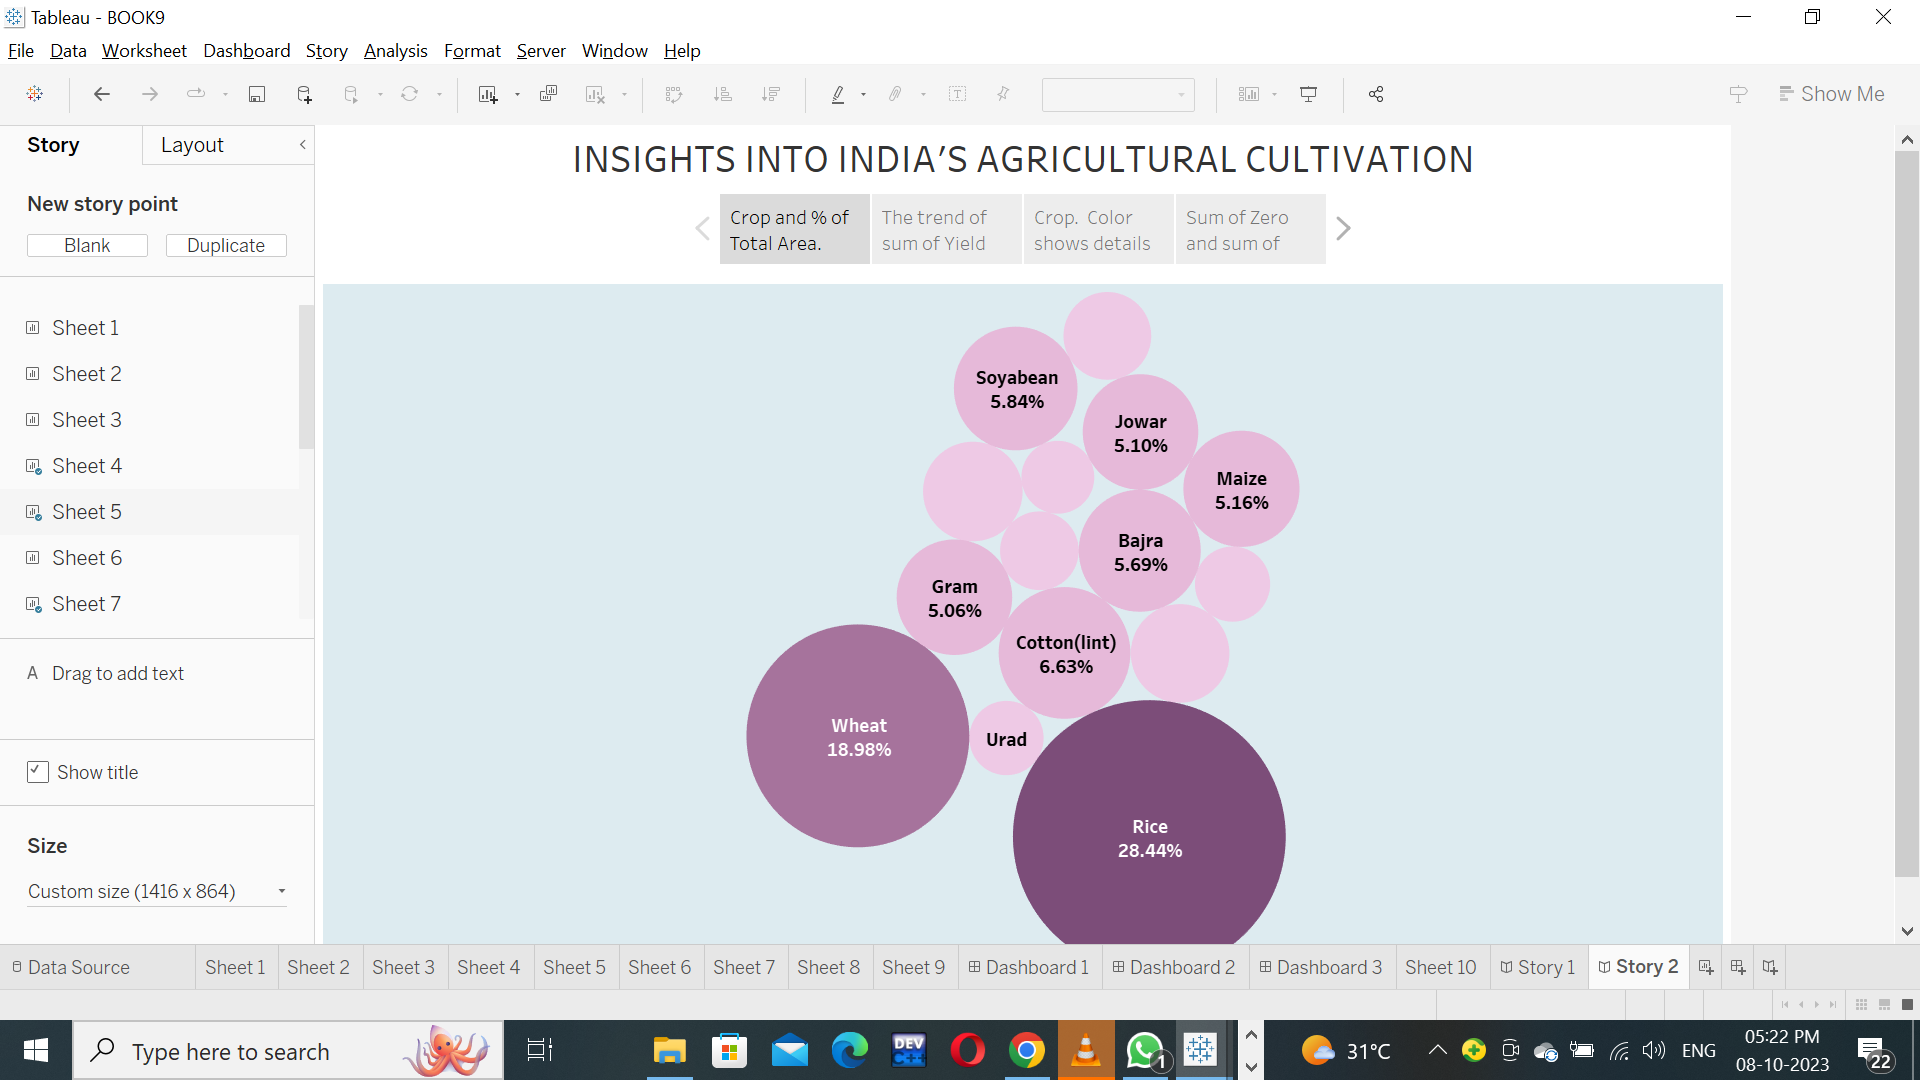 Tableau - BOOK9
File Data Worksheet Dashboard Story Analysis Format Server Window Help
Show Me
Story Layout
New story point
Blank Duplicate
Sheet 1
Sheet 2
Sheet 3
Sheet 4
Sheet 5
Sheet 6
Sheet 7
A Drag to add text
Show title
Size
Custom size (1416 x 864)
INSIGHTS INTO INDIA’S AGRICULTURAL CULTIVATION
Crop and % of
Total Area.
The trend of
sum of Yield
Crop. Color
shows details
Sum of Zero
and sum of
Soyabean
5.84%
Jowar
5.10%
Maize
5.16%
Bajra
5.69%
Gram
5.06%
Cotton(lint)
6.63%
Wheat
18.98%
Urad
Rice
28.44%
Data Source Sheet 1 Sheet 2 Sheet 3 Sheet 4 Sheet 5 Sheet 6 Sheet 7 Sheet 8 Sheet 9 Dashboard 1 Dashboard 2 Dashboard 3 Sheet 10 Story 1 Story 2
Type here to search
DEV
C++
1
31°C
ENG
05:22 PM
08-10-2023
22